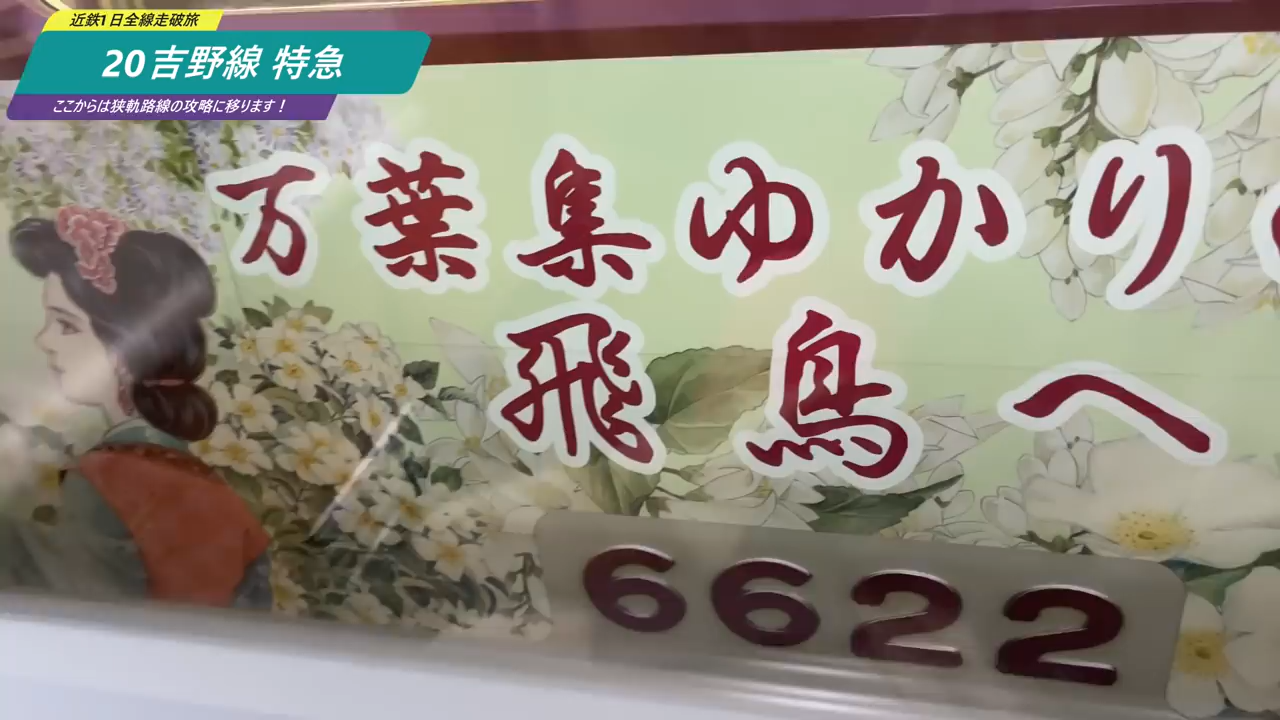 近鉄1日全線走破旅
20吉野線 特急
ここからは狭軌路線の攻略に移ります！
万葉集ゆかり
飛鳥へ
6622